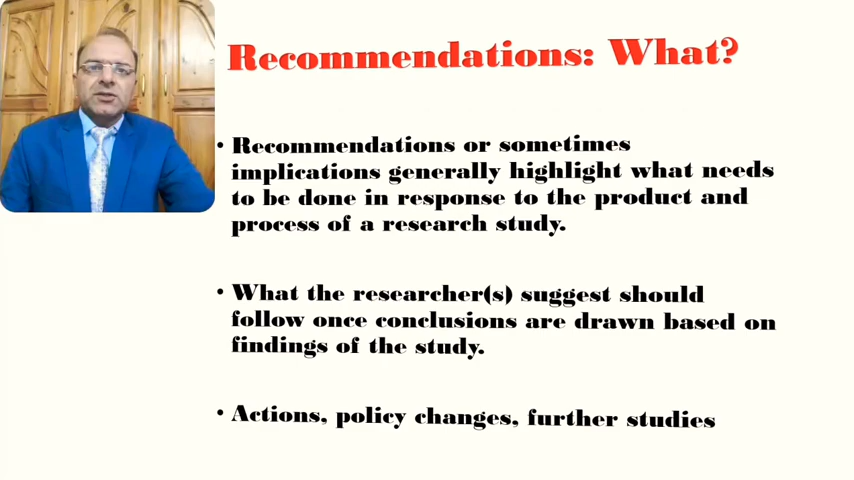 Recommendations: What?
• Recommendations or sometimes
implications generally highlight what needs
to be done in response to the product and
process of a research study.
• What the researcher(s) suggest should
follow once conclusions are drawn based on
findings of the study.
• Actions, policy changes, further studies